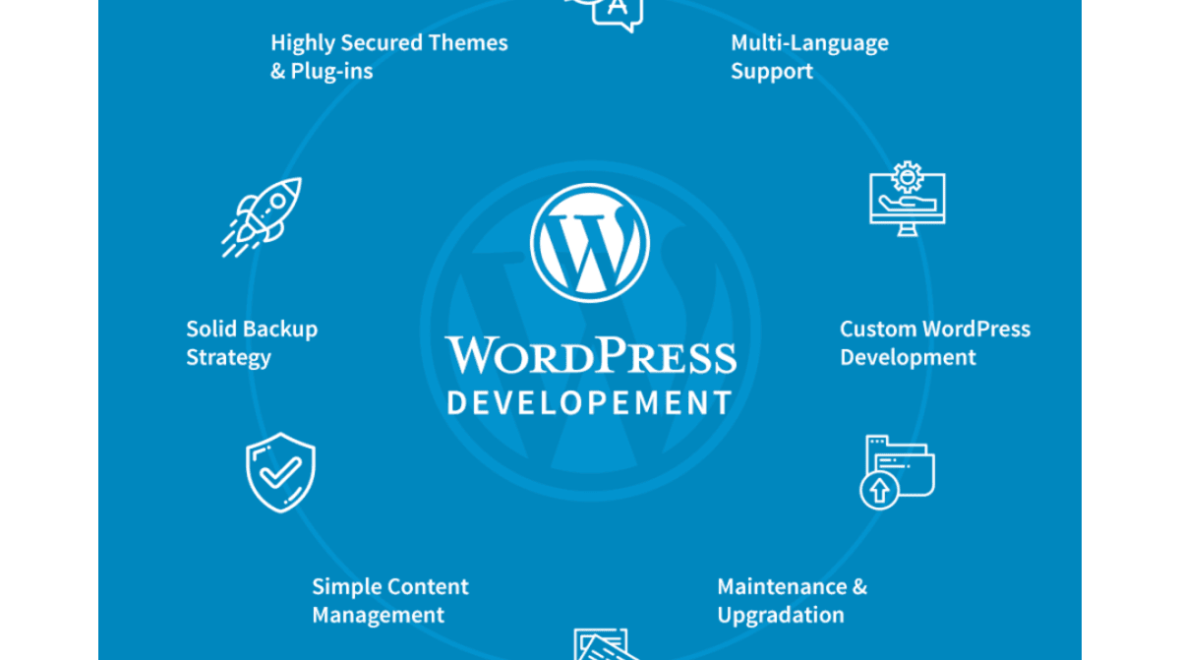 Highly Secured Themes
& Plug-ins
Multi-Language
Support
Solid Backup
Strategy
WORDPRESS
DEVELOPEMENT
Custom WordPress
Development
Simple Content
Management
Maintenance &
Upgradation